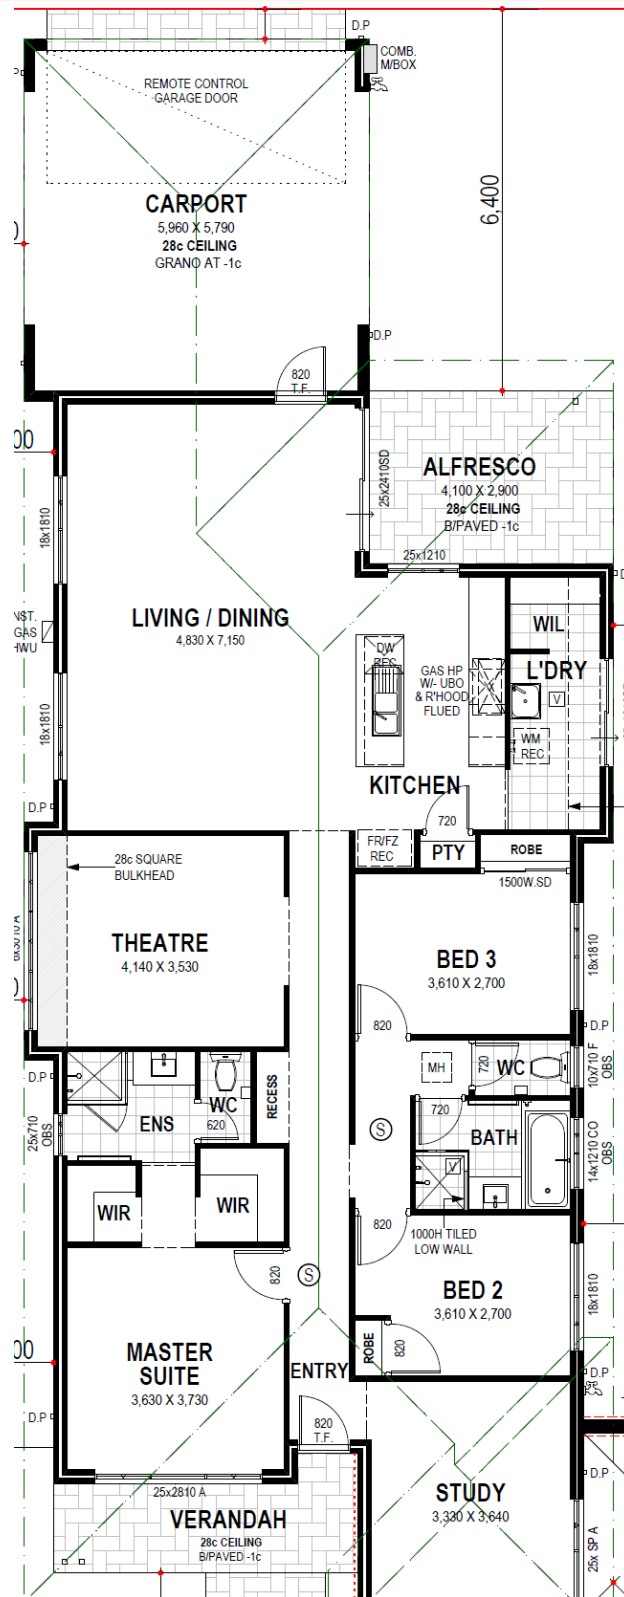 D.P
COMB.
M/BOX
REMOTE CONTROL
GARAGE DOOR
CARPORT
5,960 X 5,790
28c CEILING
GRANO AT -1c
6,400
D.P
820
T.F.
00
ALFRESCO
4,100 X 2,900
28c CEILING
B/PAVED -1c
25x2410SD
25x1210
18x1810
LIVING / DINING
4,830 X 7,150
NST.
GAS
HWU
WIL
L'DRY
DW
REC
GAS HP
W/- UBO
& R'HOOD
FLUED
V
WM
REC
18x1810
KITCHEN
720
D.P
FR/FZ
REC
PTY
ROBE
1500W.SD
28c SQUARE
BULKHEAD
THEATRE
4,140 X 3,530
BED 3
3,610 X 2,700
18x1810
820
D.P
D.P
MH
720
WC
10x710 F
OBS
ENS
WC
620
RECESS
25x710
OBS
S
720
BATH
V
14x1210 CO
OBS
WIR
WIR
820
1000H TILED
LOW WALL
820
S
BED 2
3,610 X 2,700
18x1810
ROBE
820
MASTER
SUITE
3,630 X 3,730
ENTRY
00
D.P
D.P
820
T.F.
D.P
25x2810 A
VERANDAH
28c CEILING
B/PAVED -1c
STUDY
3,330 X 3,640
25x SP A